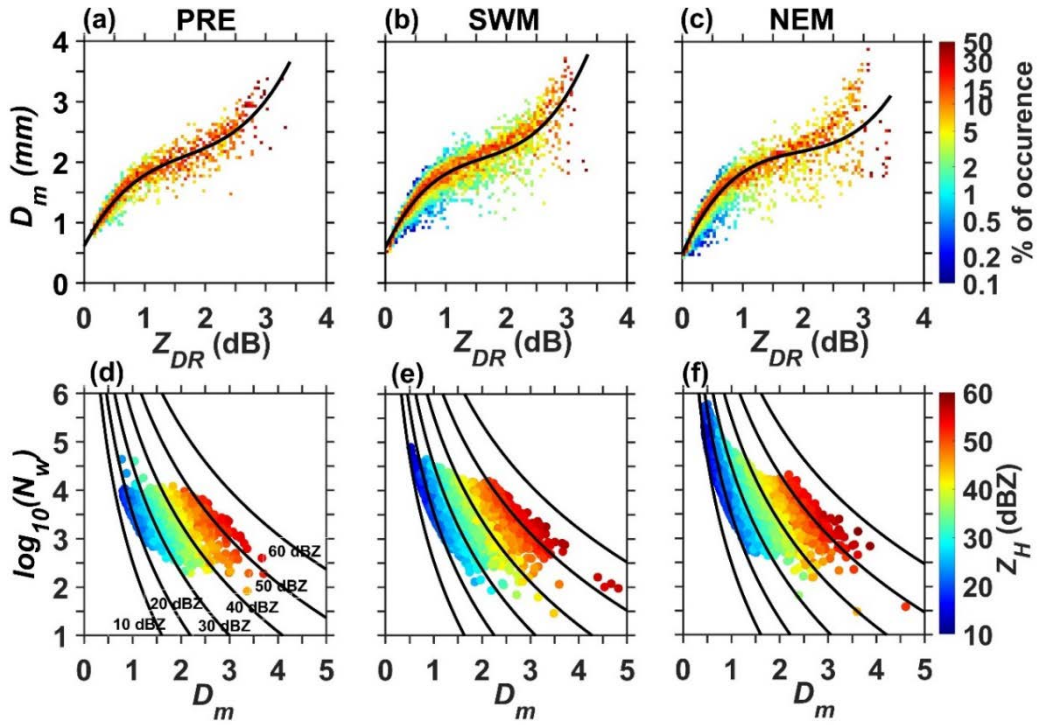 (a) PRE (b) SWM (c) NEM
4
3
2
1
0
D_m (mm)
0 1 2 3 4
Z_DR (dB)
0 1 2 3 4
Z_DR (dB)
0 1 2 3 4
Z_DR (dB)
50
20
15
10
5
2
1
0.5
0.2
0.1
% of occurence
(d) (e) (f)
6
5
4
3
2
1
log_10(N_w)
60 dBZ
50 dBZ
40 dBZ
30 dBZ
20 dBZ
10 dBZ
0 1 2 3 4 5
D_m
0 1 2 3 4 5
D_m
0 1 2 3 4 5
D_m
60
50
40
30
20
10
Z_H (dBZ)